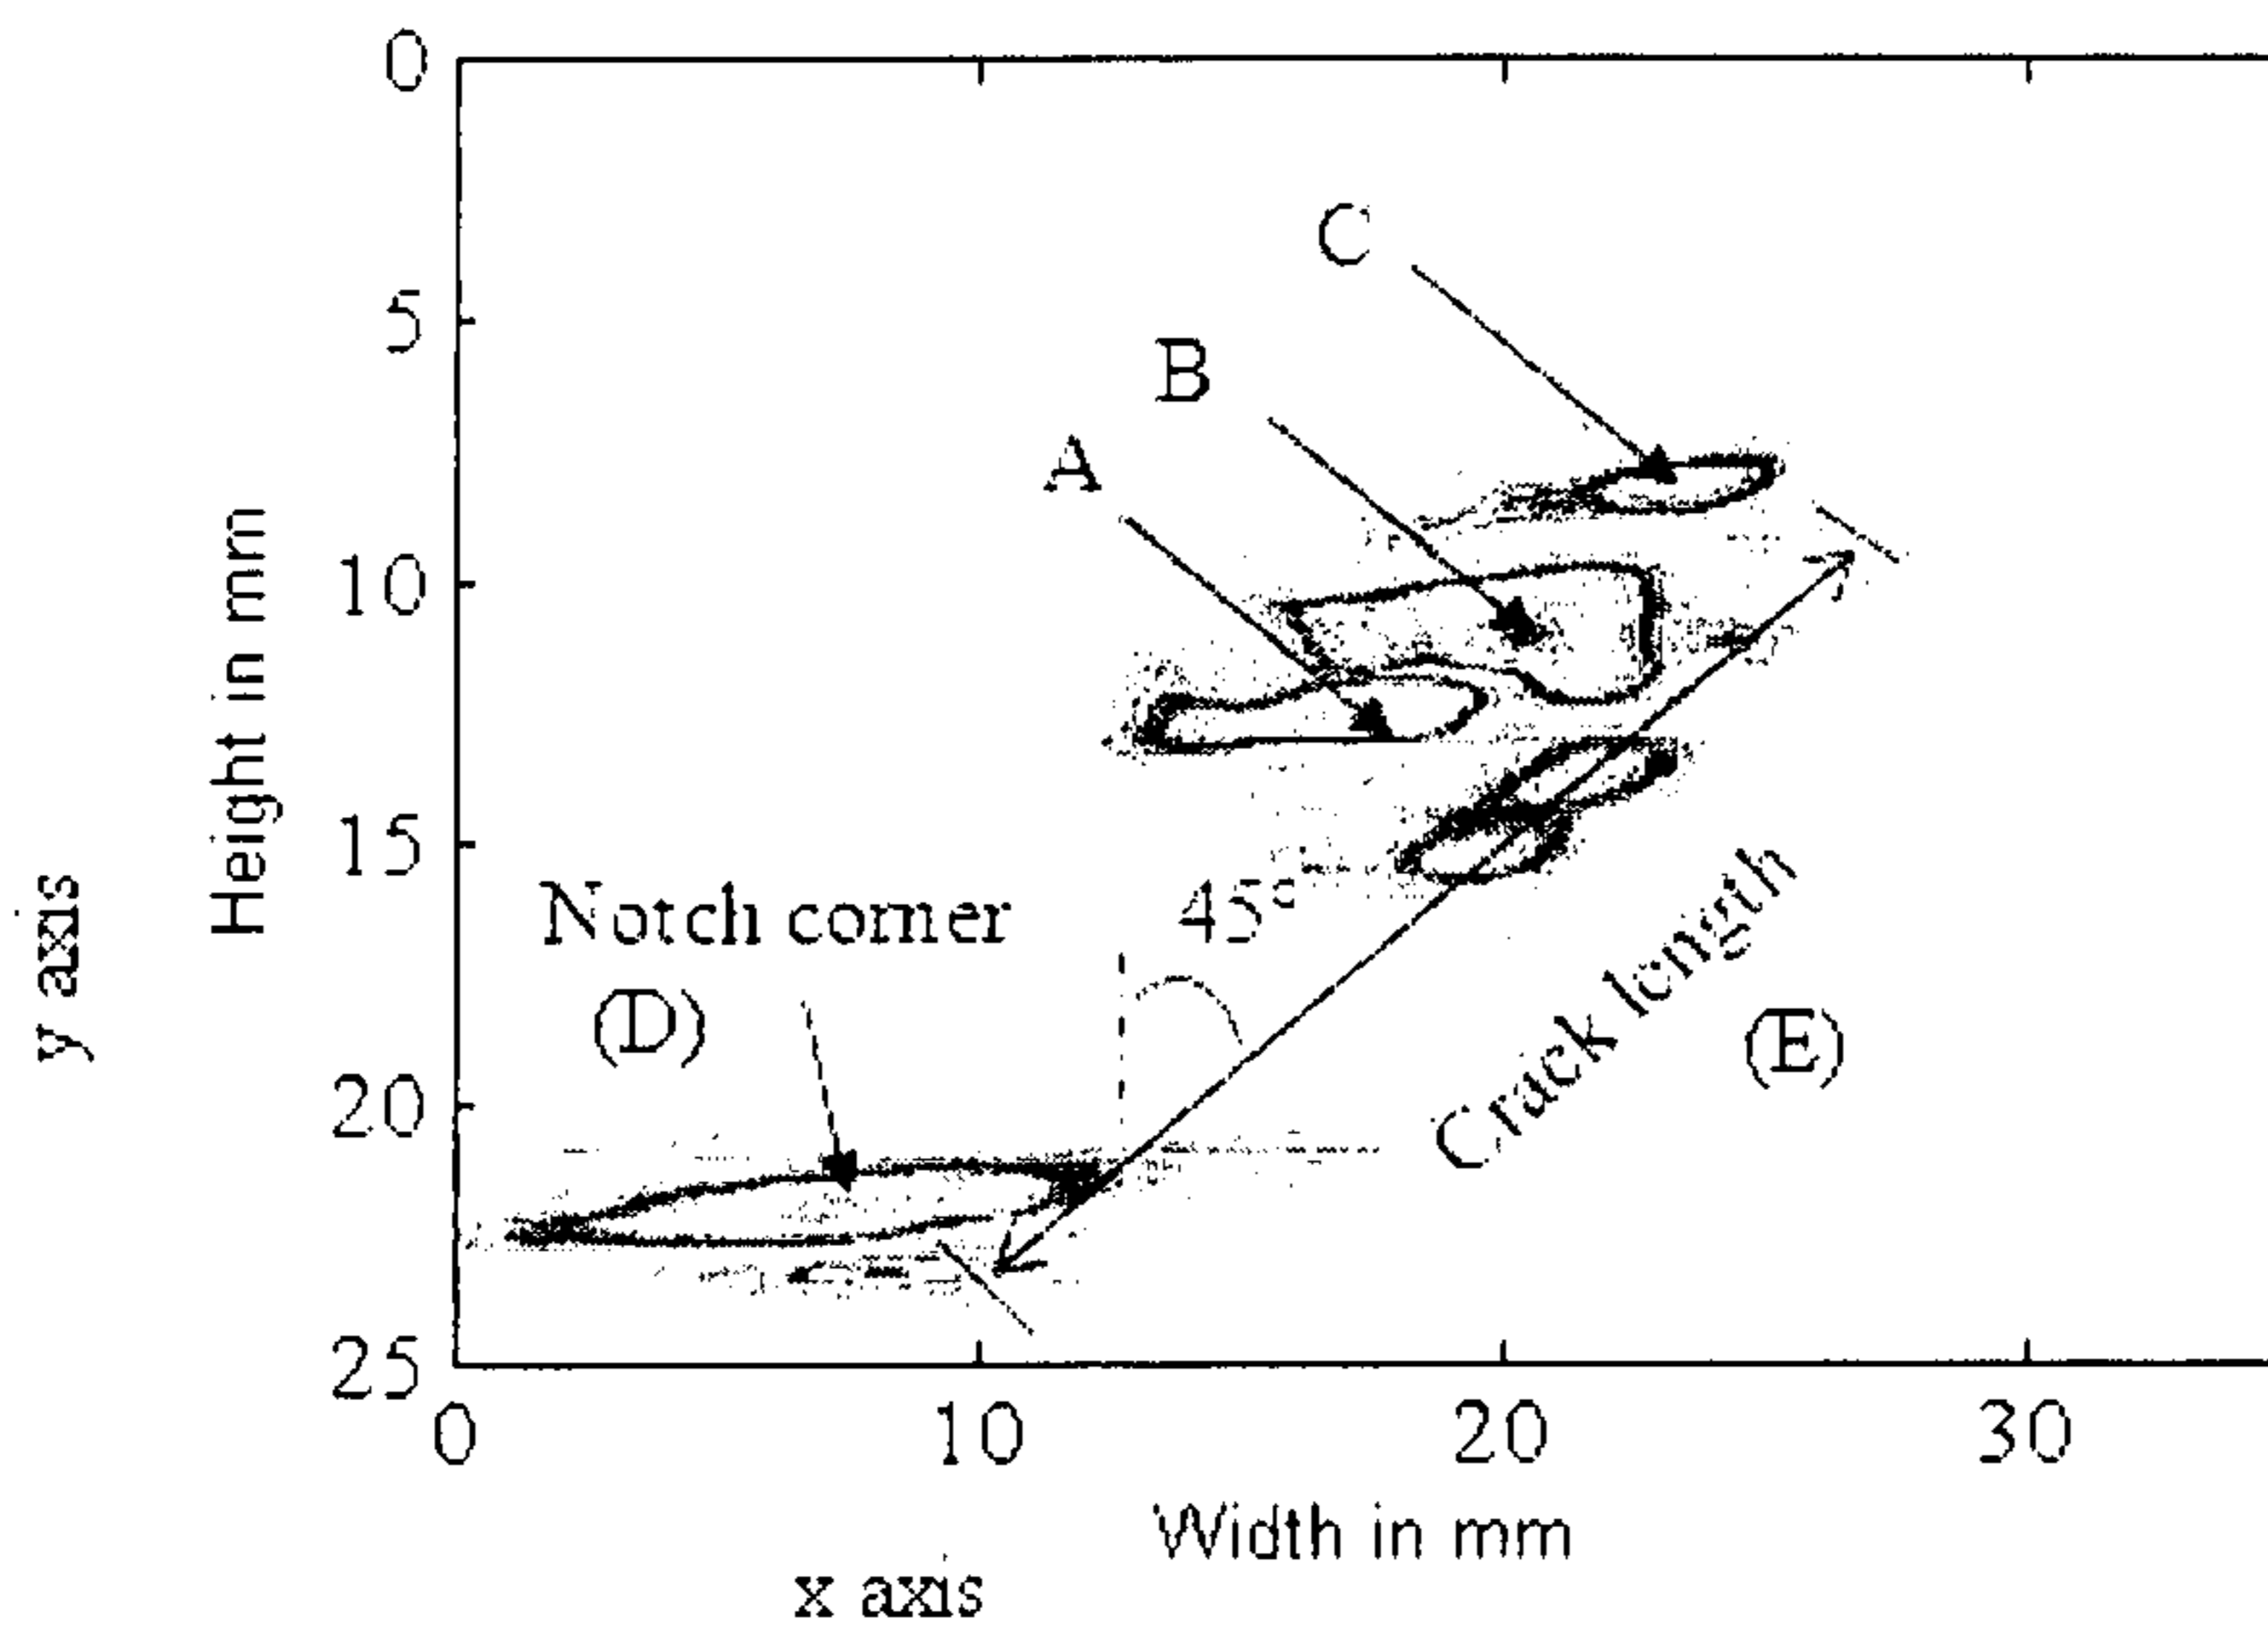 0
5
10
15
20
25
0
10
20
30
C
B
A
Notch corner
(D)
45°
Crack length
(E)
Height in mm
y axis
Width in mm
x axis